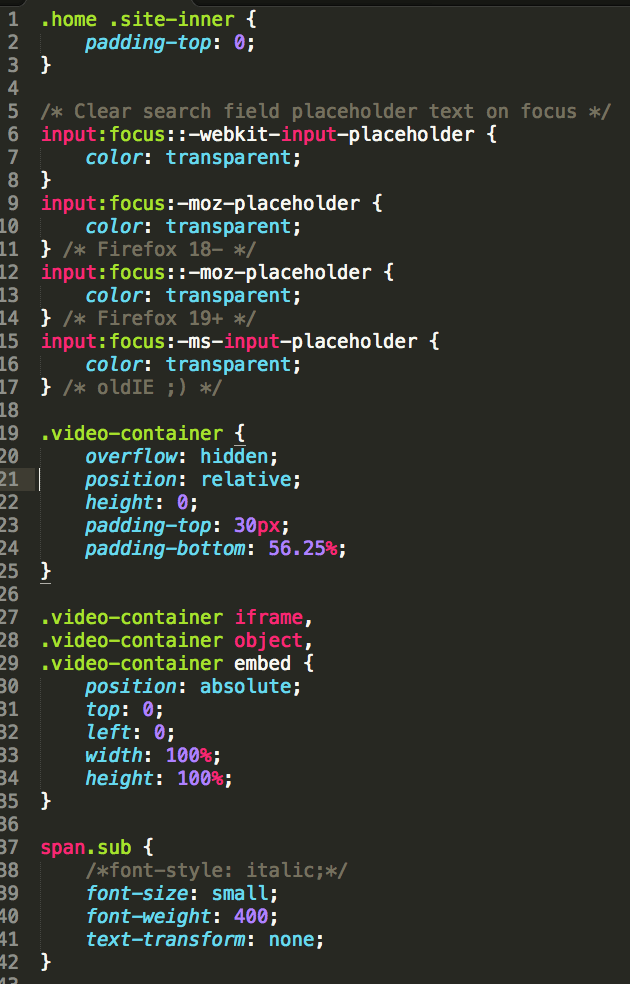 1 .home .site-inner {
2     padding-top: 0;
3 }
4
5 /* Clear search field placeholder text on focus */
6 input:focus::-webkit-input-placeholder {
7     color: transparent;
8 }
9 input:focus:-moz-placeholder {
10     color: transparent;
11 } /* Firefox 18- */
12 input:focus::-moz-placeholder {
13     color: transparent;
14 } /* Firefox 19+ */
15 input:focus:-ms-input-placeholder {
16     color: transparent;
17 } /* oldIE ;) */
18
19 .video-container {
20     overflow: hidden;
21     position: relative;
22     height: 0;
23     padding-top: 30px;
24     padding-bottom: 56.25%;
25 }
26
27 .video-container iframe,
28 .video-container object,
29 .video-container embed {
30     position: absolute;
31     top: 0;
32     left: 0;
33     width: 100%;
34     height: 100%;
35 }
36
37 span.sub {
38     /*font-style: italic;*/
39     font-size: small;
40     font-weight: 400;
41     text-transform: none;
42 }
43